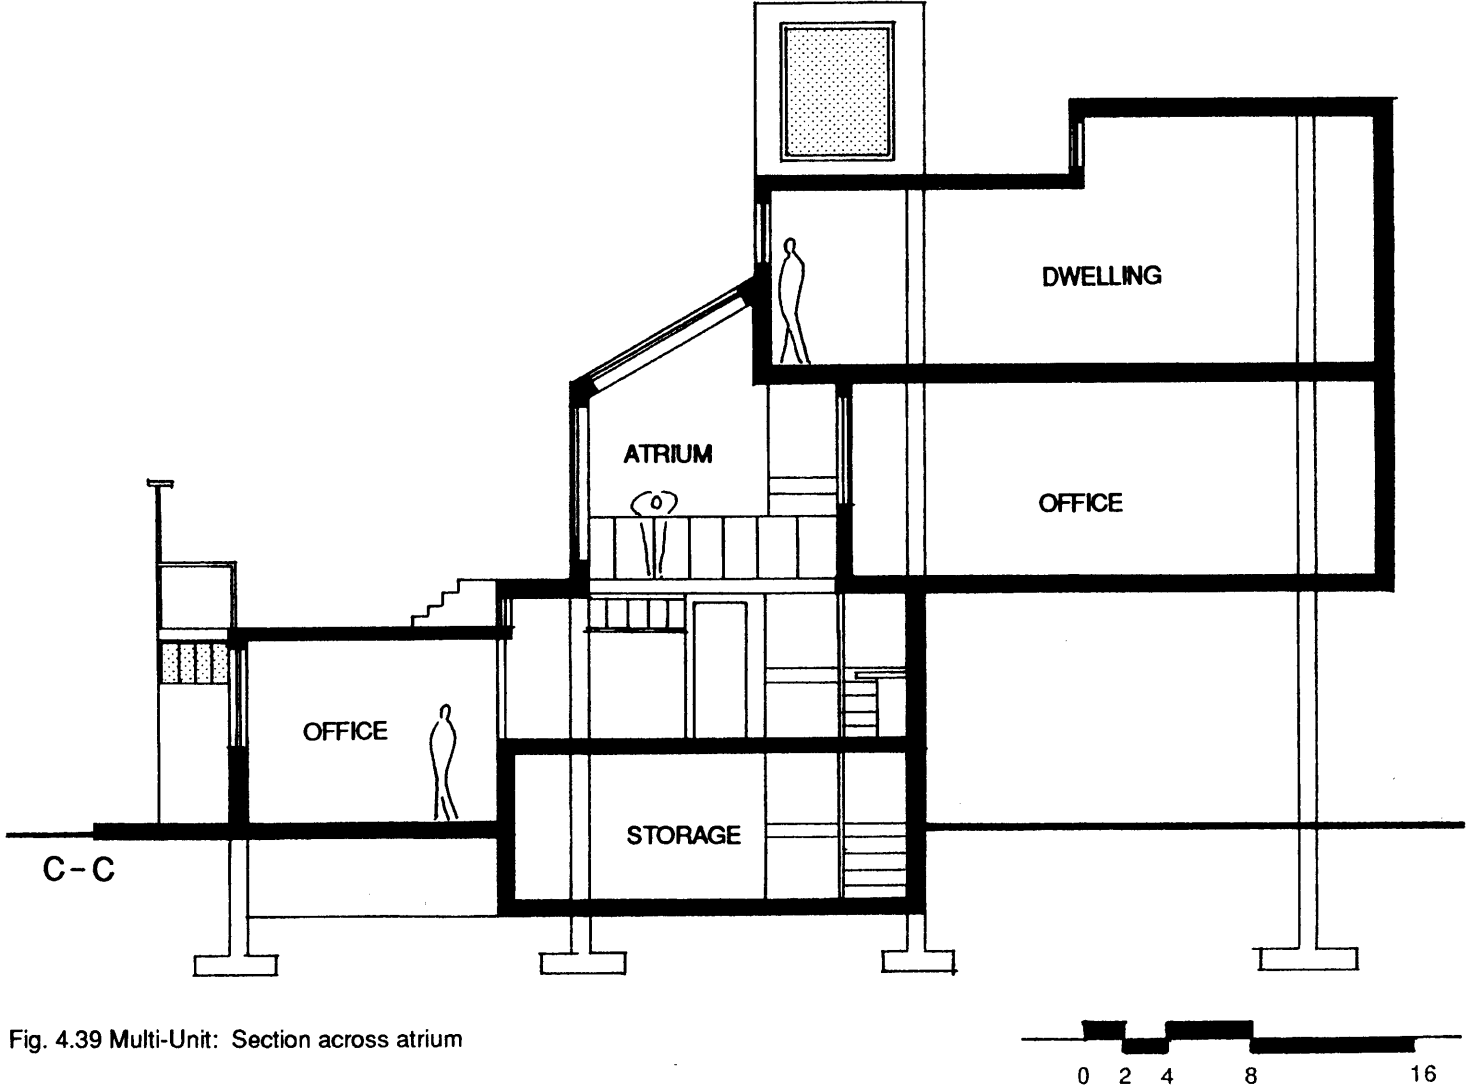 DWELLING
ATRIUM
OFFICE
OFFICE
STORAGE
C-C
Fig. 4.39 Multi-Unit: Section across atrium
0 2 4 8 16